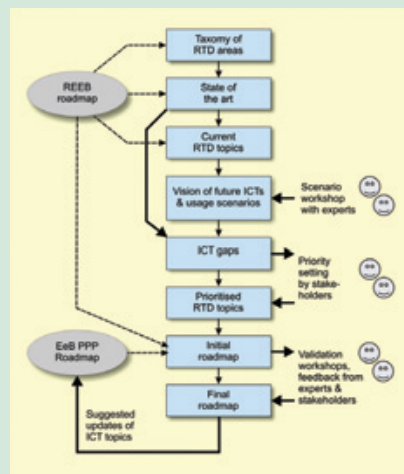 Taxomy of
RTD areas
REEB
roadmap
State of
the art
Current
RTD topics
Vision of future ICTs
& usage scenarios
Scenario
workshop
with experts
ICT gaps
Priority
setting
by stake-
holders
Prioritised
RTD topics
EeB PPP
Roadmap
Initial
roadmap
Validation
workshops,
feedback from
experts &
stakeholders
Final
roadmap
Suggested
updates of
ICT topics